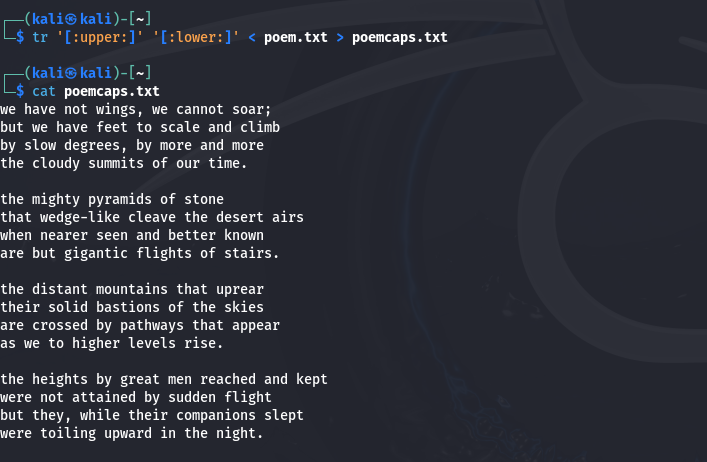 ┌──(kali㉿kali)-[~]
└─$ tr '[:upper:]' '[:lower:]' < poem.txt > poemcaps.txt

┌──(kali㉿kali)-[~]
└─$ cat poemcaps.txt
we have not wings, we cannot soar;
but we have feet to scale and climb
by slow degrees, by more and more
the cloudy summits of our time.

the mighty pyramids of stone
that wedge-like cleave the desert airs
when nearer seen and better known
are but gigantic flights of stairs.

the distant mountains that uprear
their solid bastions of the skies
are crossed by pathways that appear
as we to higher levels rise.

the heights by great men reached and kept
were not attained by sudden flight
but they, while their companions slept
were toiling upward in the night.